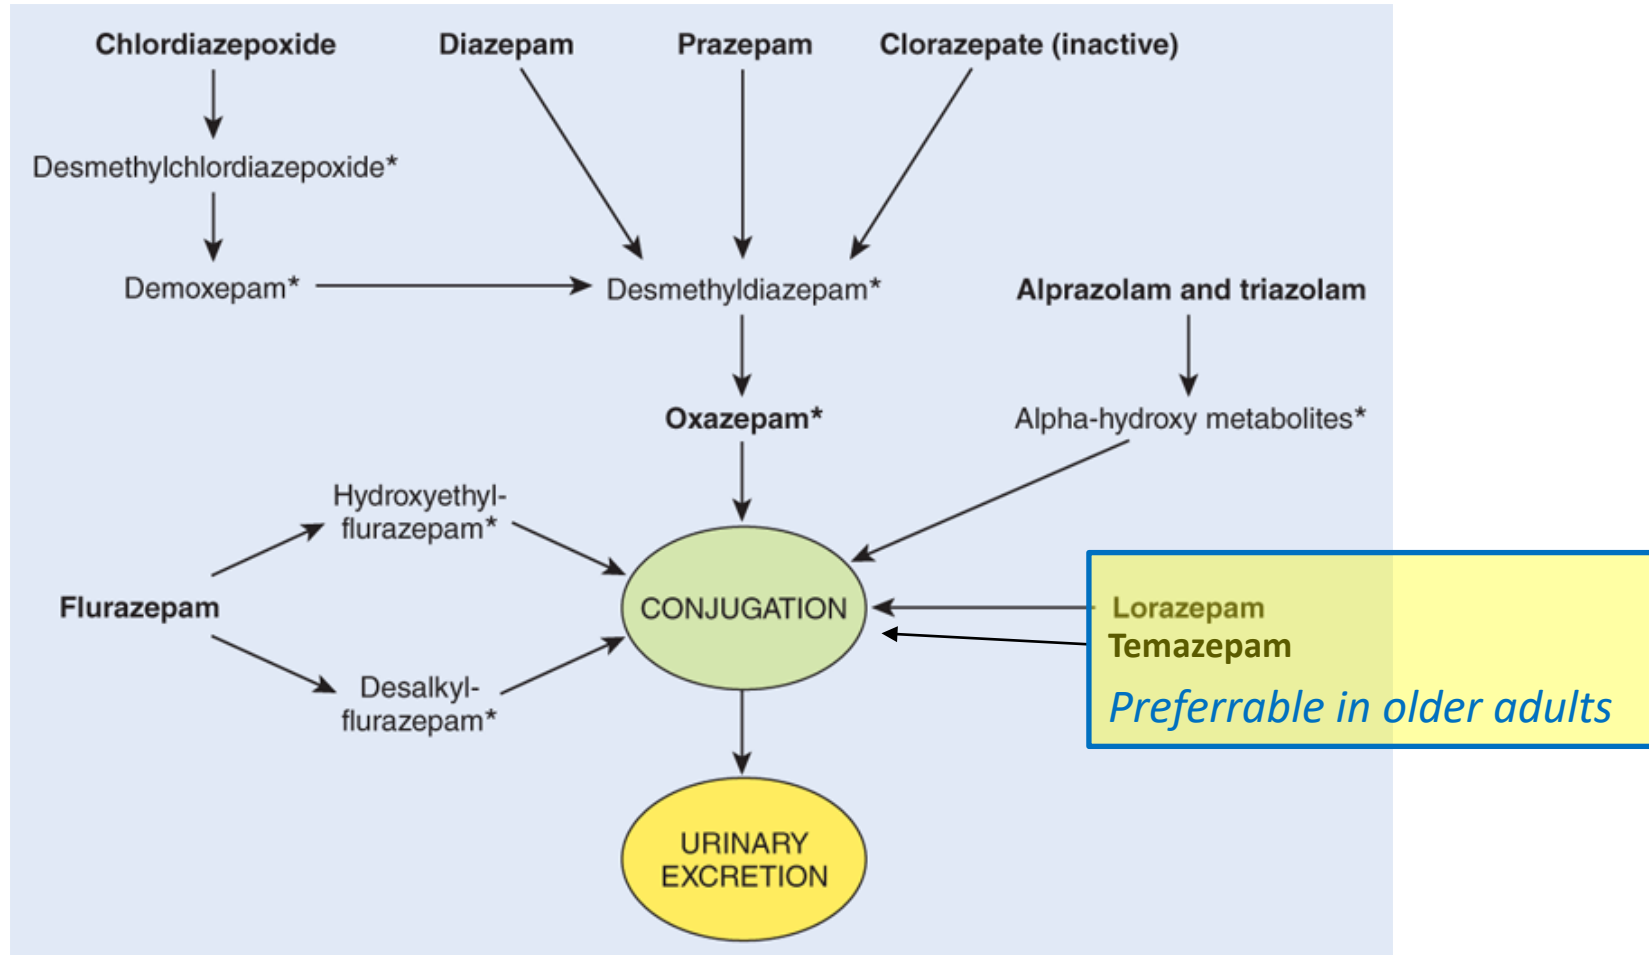 Chlordiazepoxide
Diazepam
Prazepam
Clorazepate (inactive)
Desmethylchlordiazepoxide*
Demoxepam*
Desmethyldiazepam*
Alprazolam and triazolam
Oxazepam*
Alpha-hydroxy metabolites*
Hydroxyethyl-
flurazepam*
Flurazepam
CONJUGATION
Lorazepam
Temazepam
Desalkyl-
flurazepam*
Preferrable in older adults
URINARY
EXCRETION